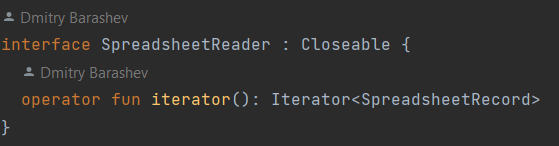 Dmitry Barashev
interface SpreadsheetReader : Closeable {
Dmitry Barashev
operator fun iterator(): Iterator<SpreadsheetRecord>
}